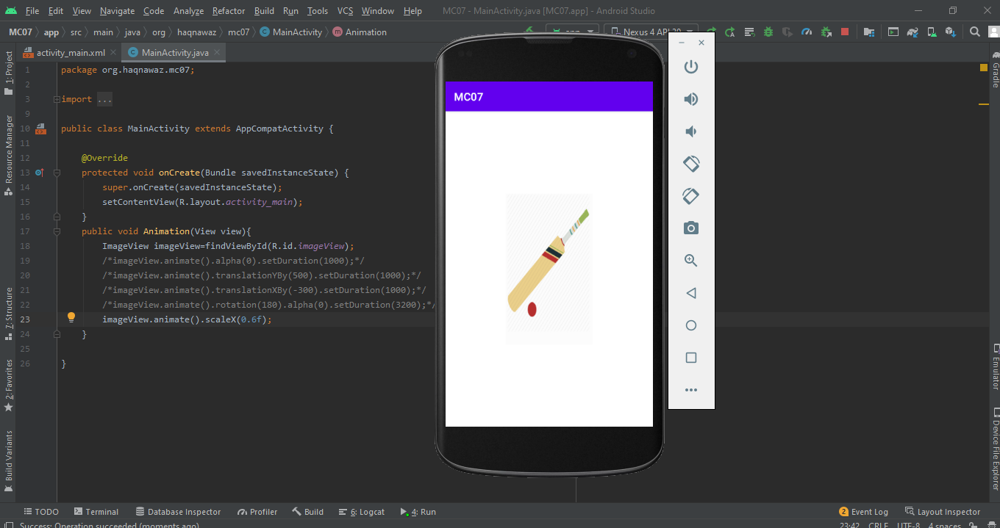 File Edit View Navigate Code Analyze Refactor Build Run Tools VCS Window Help MC07 - MainActivity.java [MC07.app] - Android Studio
MC07 app src main java org haqnawaz mc07 MainActivity Animation Nexus 4 API 30
activity_main.xml MainActivity.java
1: Project
Resource Manager
7: Structure
2: Favorites
Build Variants
1 package org.haqnawaz.mc07;
2
3 import ...
9
10 public class MainActivity extends AppCompatActivity {
11
12 @Override
13 protected void onCreate(Bundle savedInstanceState) {
14 super.onCreate(savedInstanceState);
15 setContentView(R.layout.activity_main);
16 }
17 public void Animation(View view){
18 ImageView imageView=findViewById(R.id.imageView);
19 /*imageView.animate().alpha(0).setDuration(1000);*/
20 /*imageView.animate().translationYBy(500).setDuration(1000);*/
21 /*imageView.animate().translationXBy(-300).setDuration(1000);*/
22 /*imageView.animate().rotation(180).alpha(0).setDuration(3200);*/
23 imageView.animate().scaleX(0.6f);
24 }
25
26 }
MC07
Gradle
Emulator
Device File Explorer
TODO Terminal Database Inspector Profiler Build 6: Logcat 4: Run 2 Event Log Layout Inspector
Success: Operation succeeded (moments ago) 23:42 CRLF UTF-8 4 spaces